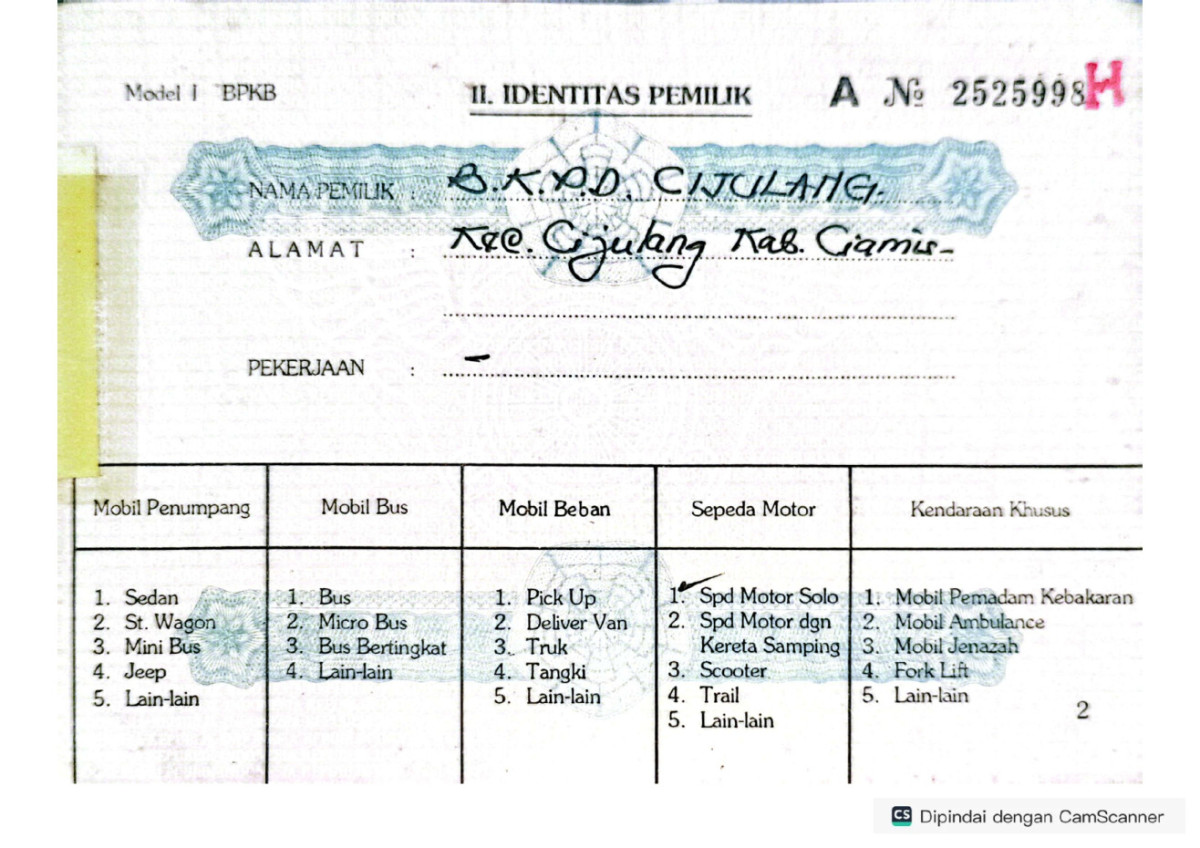 Model I BPKB
II. IDENTITAS PEMILIK
A № 2525998 H
NAMA PEMILIK : B.K.P.D. CIJULANG.
ALAMAT : Kec. Cijulang Kab. Ciamis-
PEKERJAAN : -
Mobil Penumpang
1. Sedan
2. St. Wagon
3. Mini Bus
4. Jeep
5. Lain-lain
Mobil Bus
1. Bus
2. Micro Bus
3. Bus Bertingkat
4. Lain-lain
Mobil Beban
1. Pick Up
2. Deliver Van
3. Truk
4. Tangki
5. Lain-lain
Sepeda Motor
1. Spd Motor Solo
2. Spd Motor dgn
Kereta Samping
3. Scooter
4. Trail
5. Lain-lain
Kendaraan Khusus
1. Mobil Pemadam Kebakaran
2. Mobil Ambulance
3. Mobil Jenazah
4. Fork Lift
5. Lain-lain
2
CS Dipindai dengan CamScanner